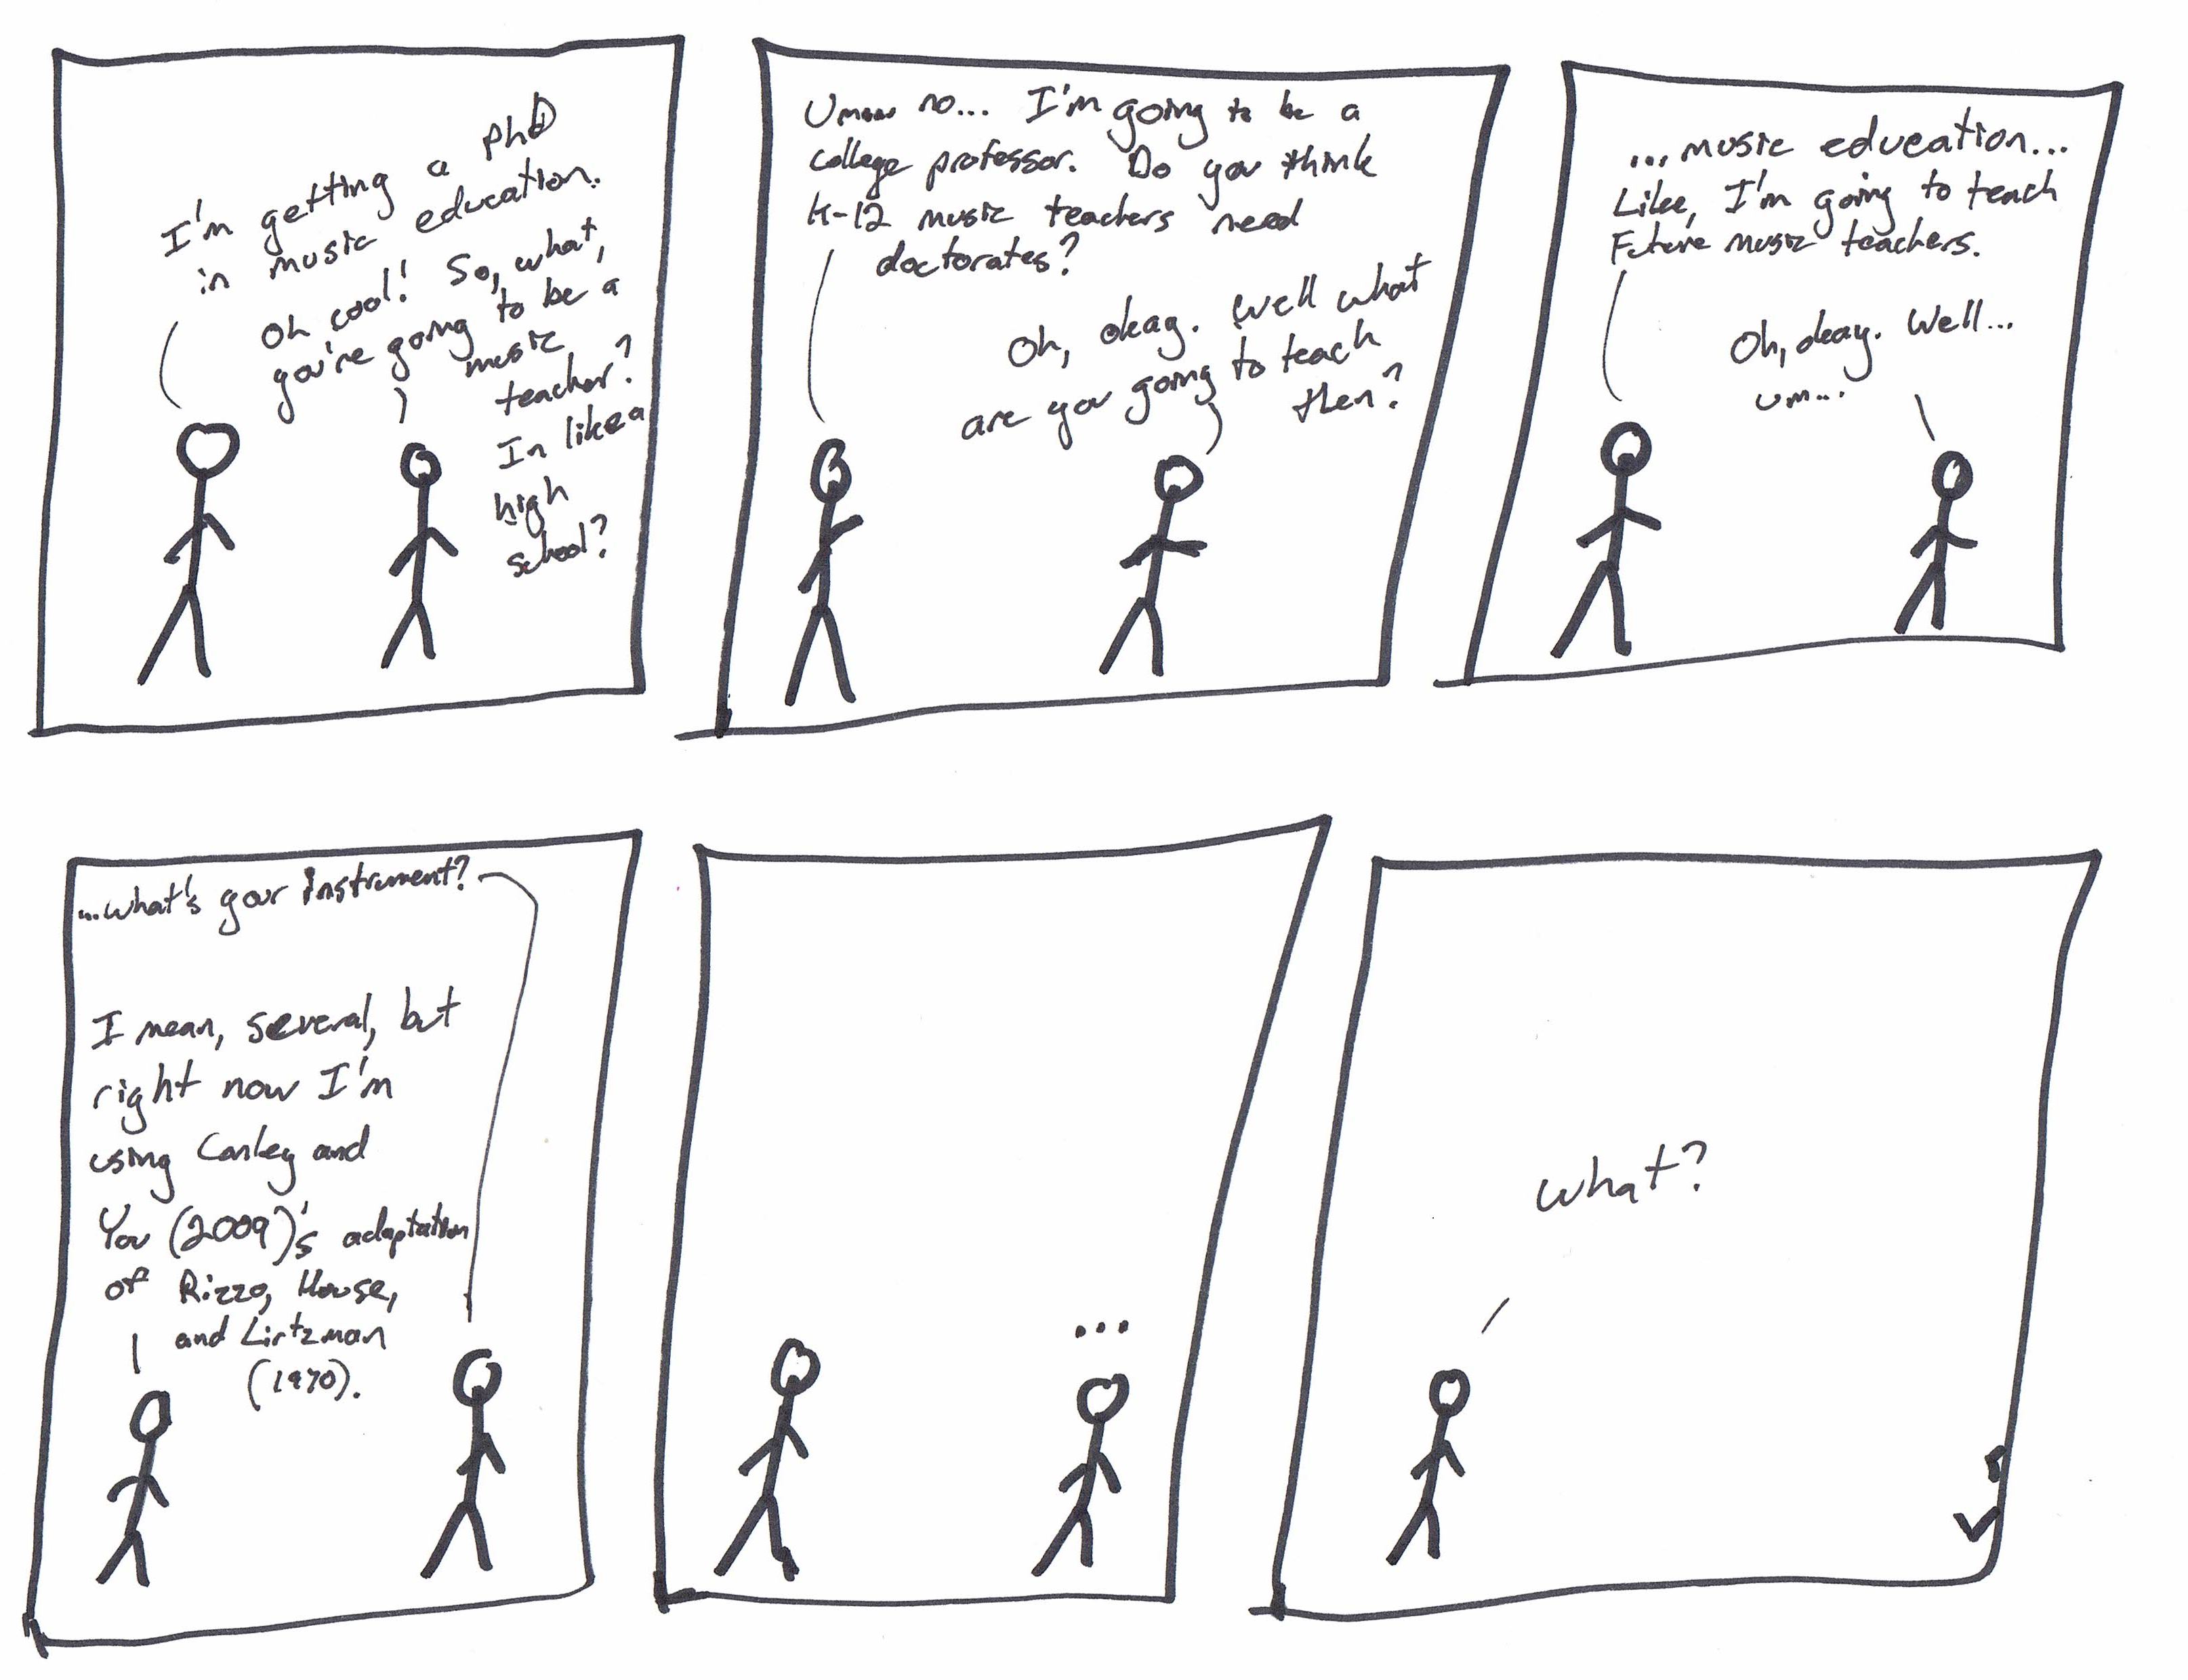 I'm getting a PhD
in music education.
Oh cool! So, what,
you're going to be a
music
teacher?
In like a
high
school?
Ummm no... I'm going to be a
college professor. Do you think
K-12 music teachers need
doctorates?
Oh, okay. Well what
are you going to teach
then?
...music education...
Like, I'm going to teach
Future music teachers.
Oh, okay. Well...
um...
...what's your instrument?
I mean, several, but
right now I'm
using Conley and
You (2009)'s adaptation
of Rizzo, House,
and Lirtzman
(1970).
...
what?